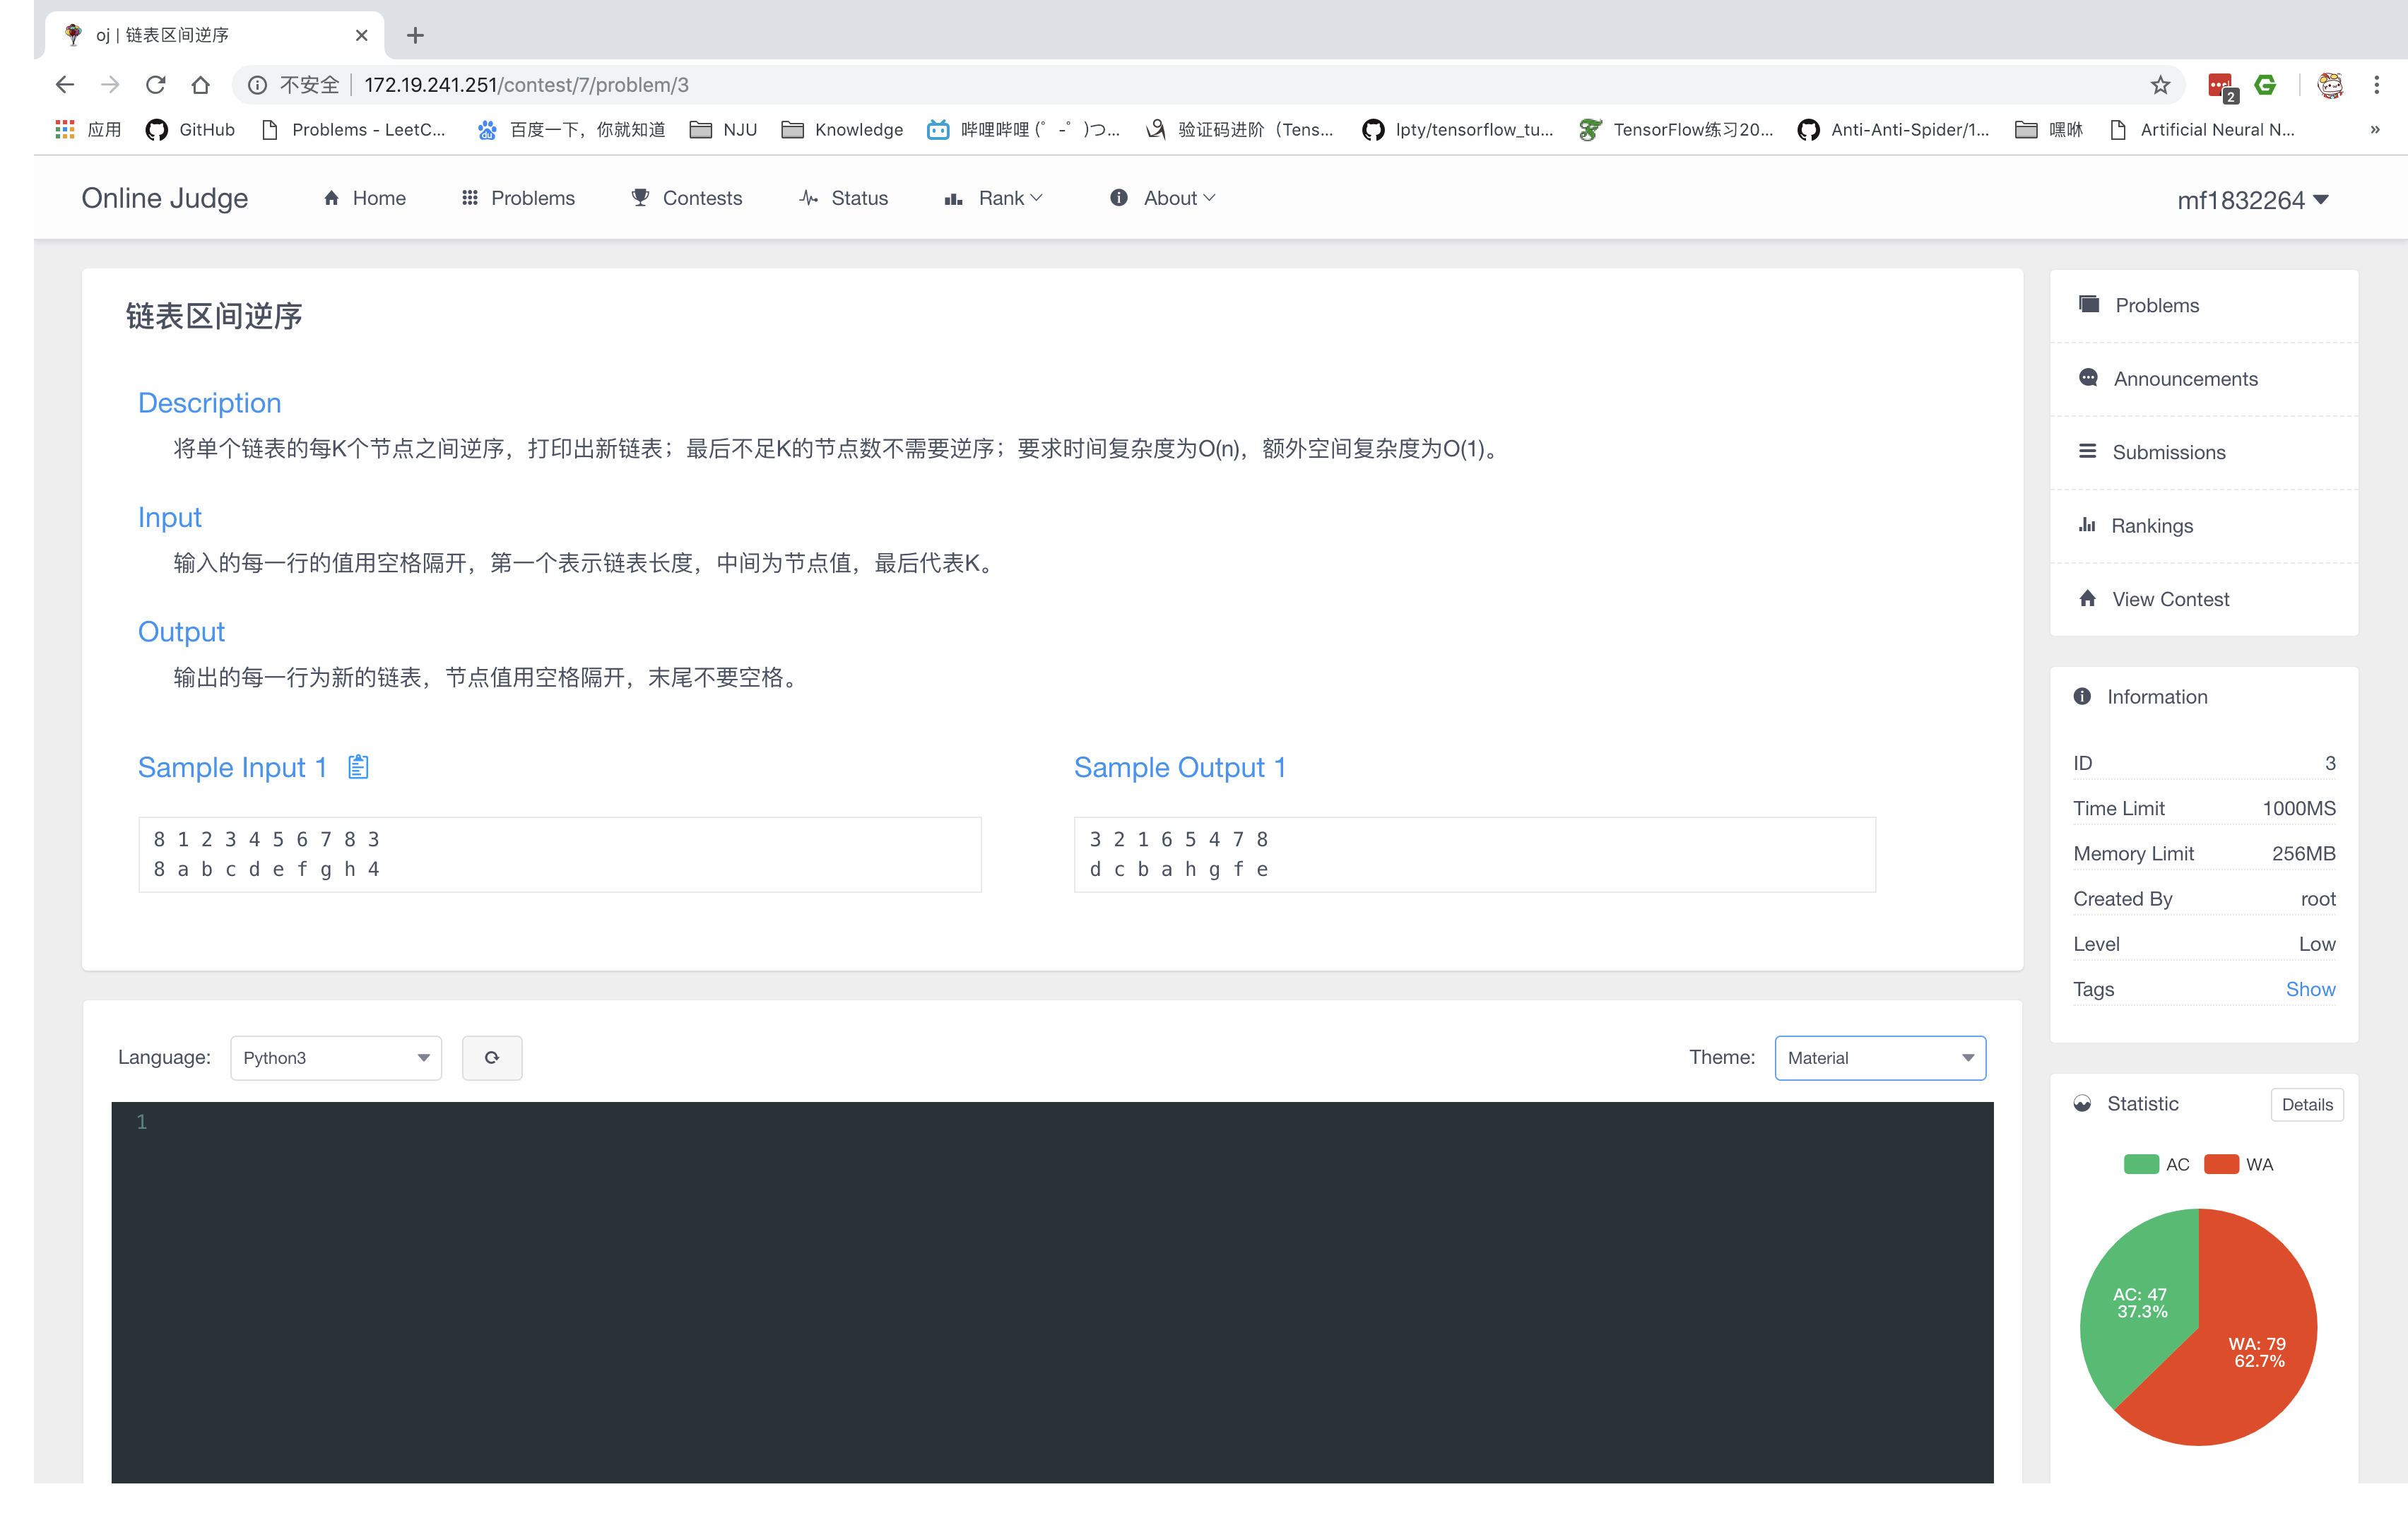 oj | 链表区间逆序
不安全 172.19.241.251/contest/7/problem/3
2
应用 GitHub Problems - LeetC... 百度一下，你就知道 NJU Knowledge 哔哩哔哩 (゜-゜)つ... 验证码进阶（Tens... lpty/tensorflow_tu... TensorFlow练习20... Anti-Anti-Spider/1... 嘿咻 Artificial Neural N... »
Online Judge Home Problems Contests Status Rank About mf1832264
链表区间逆序
Description
将单个链表的每K个节点之间逆序，打印出新链表；最后不足K的节点数不需要逆序；要求时间复杂度为O(n)，额外空间复杂度为O(1)。
Input
输入的每一行的值用空格隔开，第一个表示链表长度，中间为节点值，最后代表K。
Output
输出的每一行为新的链表，节点值用空格隔开，末尾不要空格。
Sample Input 1
8 1 2 3 4 5 6 7 8 3
8 a b c d e f g h 4
Sample Output 1
3 2 1 6 5 4 7 8
d c b a h g f e
Language: Python3
Theme: Material
1
Problems
Announcements
Submissions
Rankings
View Contest
Information
ID 3
Time Limit 1000MS
Memory Limit 256MB
Created By root
Level Low
Tags Show
Statistic Details
AC WA
AC: 47
37.3%
WA: 79
62.7%